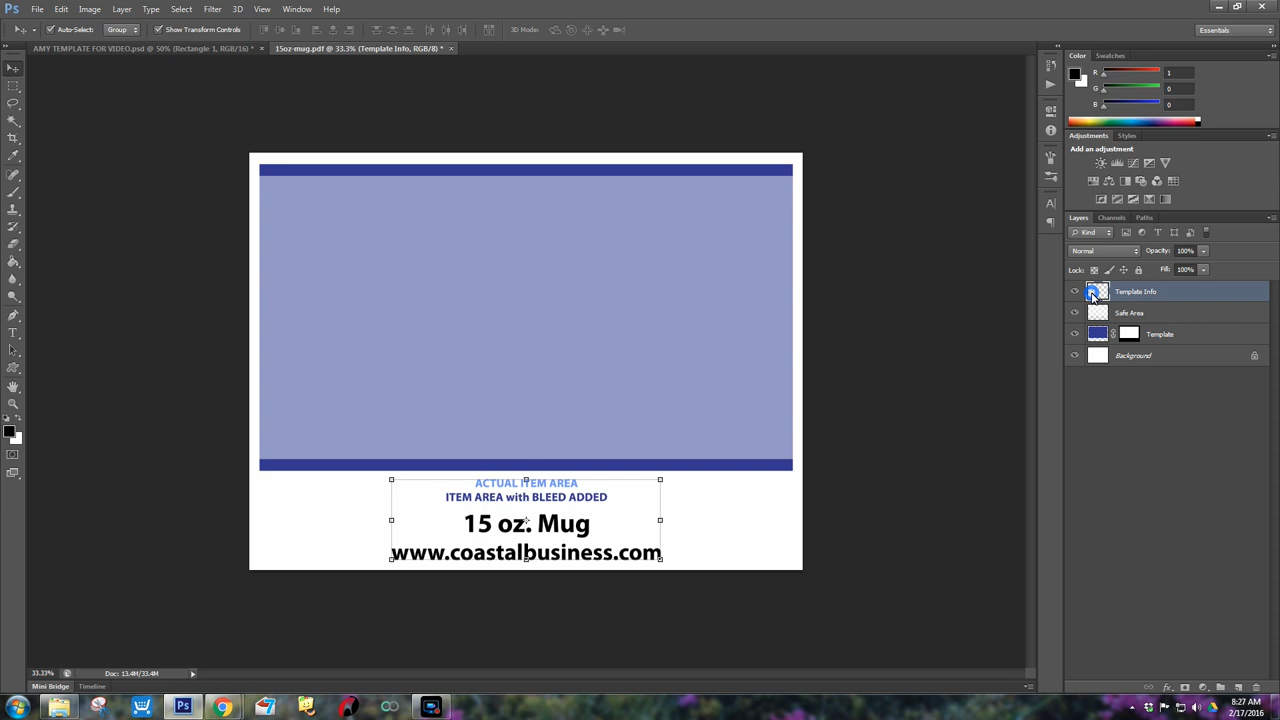 Ps File Edit Image Layer Type Select Filter 3D View Window Help
Auto-Select: Group Show Transform Controls 3D Mode: Essentials
AMY TEMPLATE FOR VIDEO.psd @ 50% (Rectangle 1, RGB/16) * × 15oz-mug.pdf @ 33.3% (Template Info, RGB/8) * ×
Color Swatches
R 1
G 0
B 0
Adjustments Styles
Add an adjustment
Layers Channels Paths
Kind
Normal Opacity: 100%
Lock: Fill: 100%
Template Info
Safe Area
Template
Background
ACTUAL ITEM AREA
ITEM AREA with BLEED ADDED
15 oz. Mug
www.coastalbusiness.com
33.33% Doc: 13.4M/33.4M
Mini Bridge Timeline
Ps
8:27 AM
2/17/2016